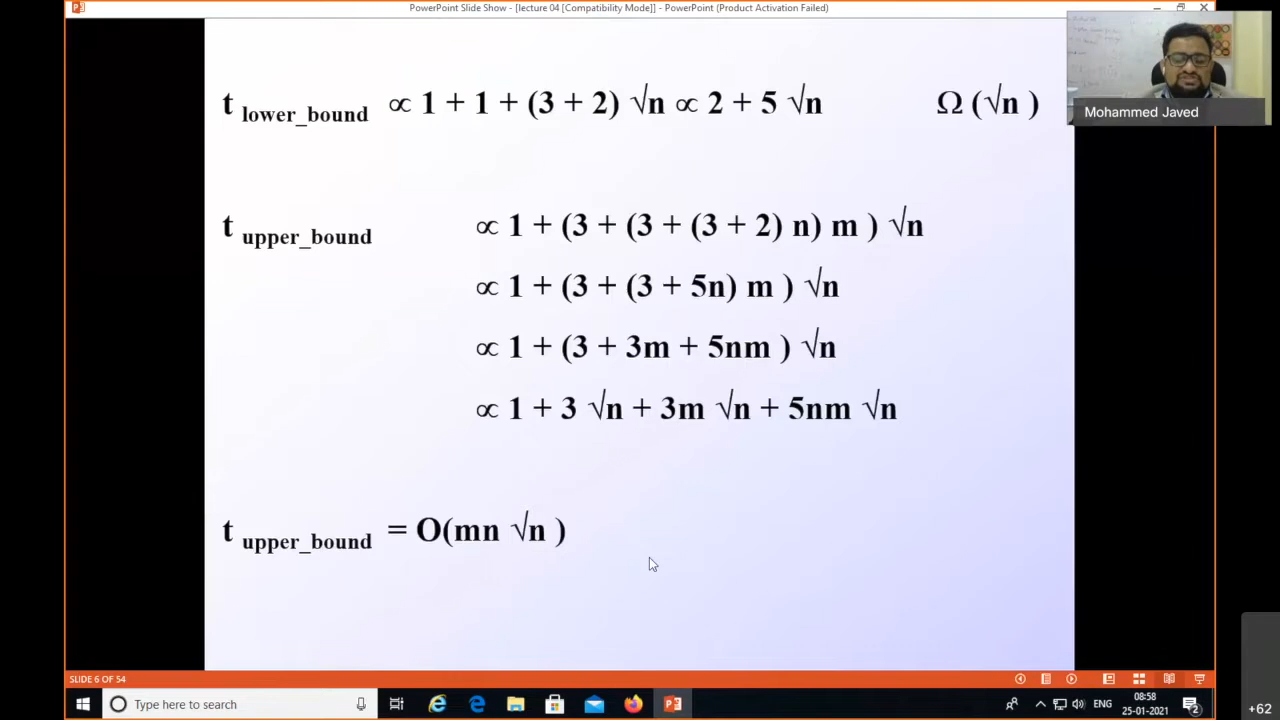 PowerPoint Slide Show - [lecture 04 [Compatibility Mode]] - PowerPoint (Product Activation Failed)
t lower_bound ∝ 1 + 1 + (3 + 2) √n ∝ 2 + 5 √n Ω (√n )
Mohammed Javed
t upper_bound ∝ 1 + (3 + (3 + (3 + 2) n) m ) √n
∝ 1 + (3 + (3 + 5n) m ) √n
∝ 1 + (3 + 3m + 5nm ) √n
∝ 1 + 3 √n + 3m √n + 5nm √n
t upper_bound = O(mn √n )
SLIDE 6 OF 54
Type here to search
ENG
08:58
25-01-2021
2
+62